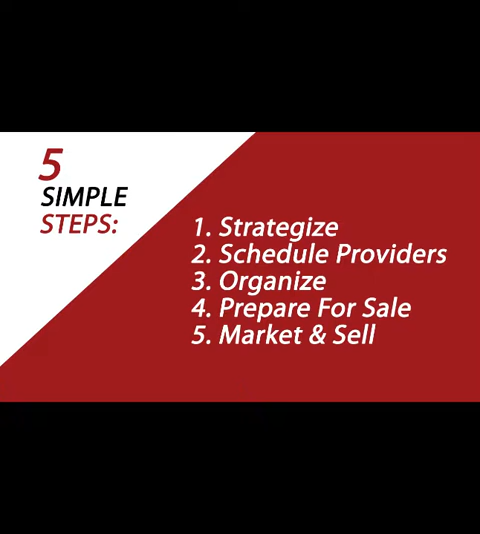 5
SIMPLE
STEPS:
1. Strategize
2. Schedule Providers
3. Organize
4. Prepare For Sale
5. Market & Sell